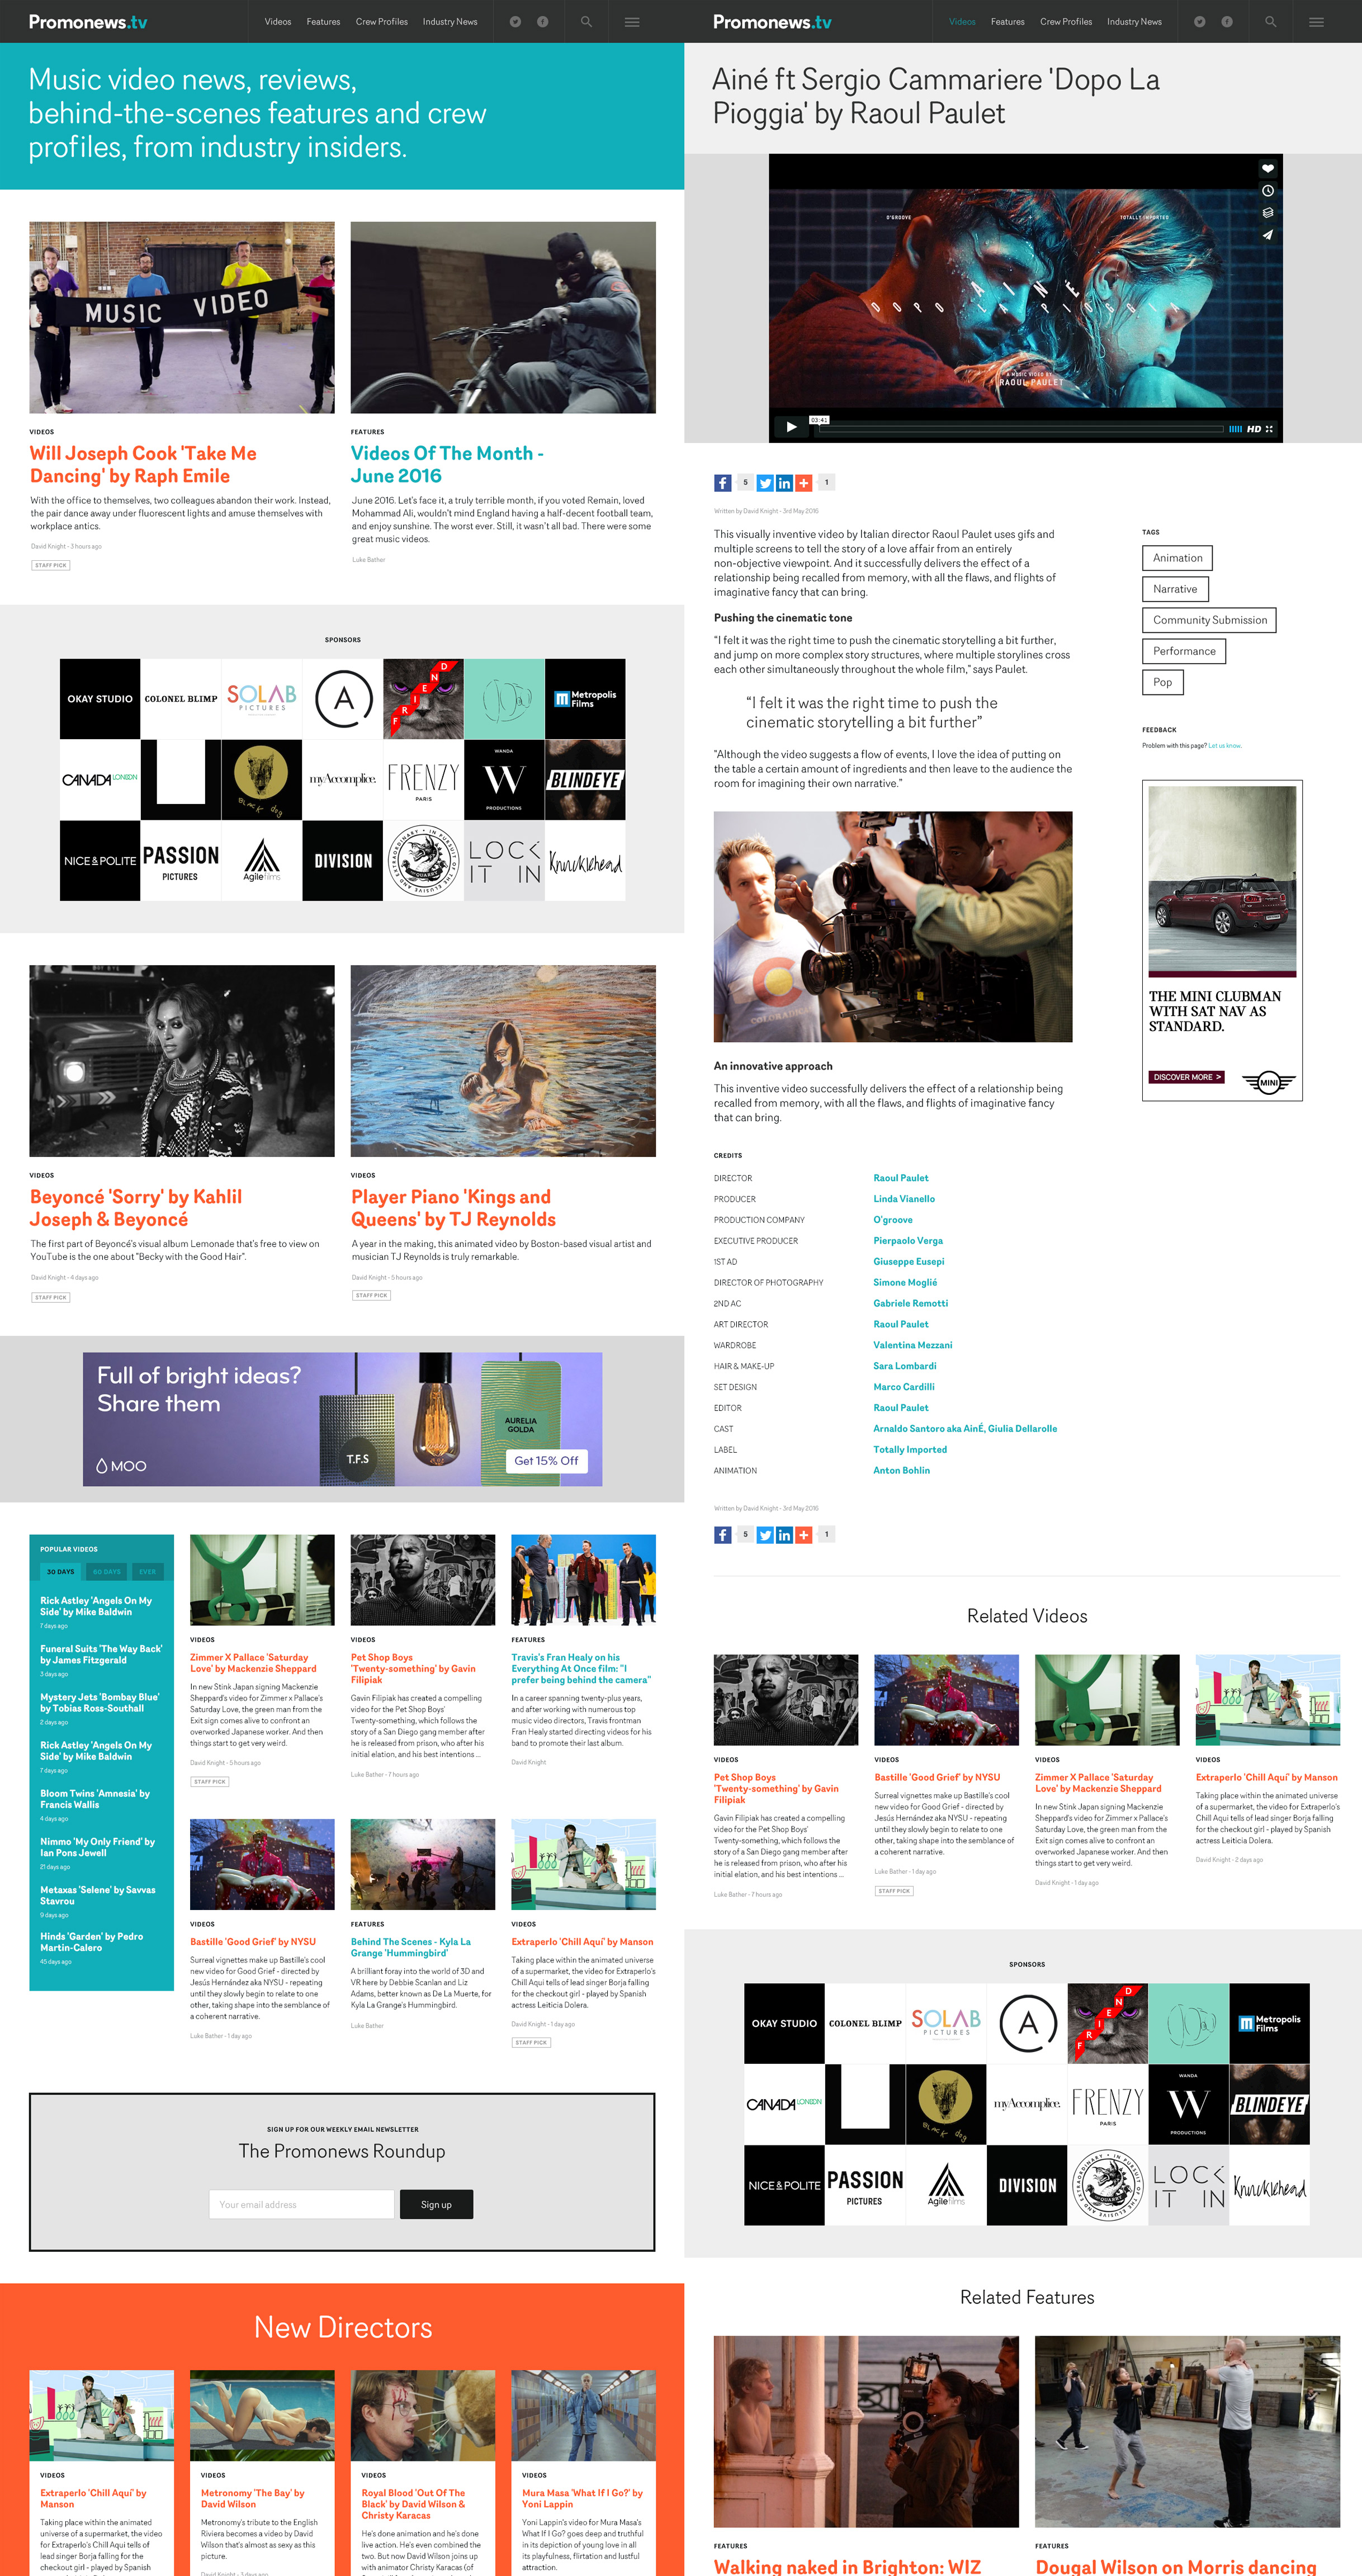 Promonews.tv
Videos Features Crew Profiles Industry News
Music video news, reviews,
behind-the-scenes features and crew
profiles, from industry insiders.
MUSIC VIDEO
VIDEOS
Will Joseph Cook 'Take Me
Dancing' by Raph Emile
With the office to themselves, two colleagues abandon their work. Instead,
the pair dance away under fluorescent lights and amuse themselves with
workplace antics.
David Knight - 3 hours ago
STAFF PICK
FEATURES
Videos Of The Month -
June 2016
June 2016. Let's face it, a truly terrible month, if you voted Remain, loved
Mohammad Ali, wouldn't mind England having a half-decent football team,
and enjoy sunshine. The worst ever. Still, it wasn't all bad. There were some
great music videos.
Luke Bather
SPONSORS
OKAY STUDIO
COLONEL BLIMP
SOLAB
PICTURES
A
FRIEND
Metropolis
Films
CANADA LONDON
BLACK dog
myAccomplice.
FRENZY
PARIS
WANDA
W
PRODUCTIONS
BLINDEYE
NICE & POLITE
PASSION
PICTURES
Agilefilms
DIVISION
LOCK
IT IN
Knucklehead
VIDEOS
Beyoncé 'Sorry' by Kahlil
Joseph & Beyoncé
The first part of Beyoncé's visual album Lemonade that's free to view on
YouTube is the one about "Becky with the Good Hair".
David Knight - 4 days ago
STAFF PICK
VIDEOS
Player Piano 'Kings and
Queens' by TJ Reynolds
A year in the making, this animated video by Boston-based visual artist and
musician TJ Reynolds is truly remarkable.
David Knight - 5 hours ago
STAFF PICK
Full of bright ideas?
Share them
MOO
T.F.S
AURELIA
GOLDA
Get 15% Off
POPULAR VIDEOS
30 DAYS 60 DAYS EVER
Rick Astley 'Angels On My
Side' by Mike Baldwin
7 days ago
Funeral Suits 'The Way Back'
by James Fitzgerald
3 days ago
Mystery Jets 'Bombay Blue'
by Tobias Ross-Southall
2 days ago
Rick Astley 'Angels On My
Side' by Mike Baldwin
7 days ago
Bloom Twins 'Amnesia' by
Francis Wallis
4 days ago
Nimmo 'My Only Friend' by
Ian Pons Jewell
21 days ago
Metaxas 'Selene' by Savvas
Stavrou
9 days ago
Hinds 'Garden' by Pedro
Martin-Calero
45 days ago
VIDEOS
Zimmer X Pallace 'Saturday
Love' by Mackenzie Sheppard
In new Stink Japan signing Mackenzie
Sheppard's video for Zimmer x Pallace's
Saturday Love, the green man from the
Exit sign comes alive to confront an
overworked Japanese worker. And then
things start to get very weird.
David Knight - 5 hours ago
STAFF PICK
VIDEOS
Pet Shop Boys
'Twenty-something' by Gavin
Filipiak
Gavin Filipiak has created a compelling
video for the Pet Shop Boys'
Twenty-something, which follows the
story of a San Diego gang member after
he is released from prison, who after his
initial elation, and his best intentions ...
Luke Bather - 7 hours ago
FEATURES
Travis's Fran Healy on his
Everything At Once film: "I
prefer being behind the camera"
In a career spanning twenty-plus years,
and after working with numerous top
music video directors, Travis frontman
Fran Healy started directing videos for his
band to promote their last album.
David Knight
VIDEOS
Bastille 'Good Grief' by NYSU
Surreal vignettes make up Bastille's cool
new video for Good Grief - directed by
Jesús Hernández aka NYSU - repeating
until they slowly begin to relate to one
other, taking shape into the semblance of
a coherent narrative.
Luke Bather - 1 day ago
FEATURES
Behind The Scenes - Kyla La
Grange 'Hummingbird'
A brilliant foray into the world of 3D and
VR here by Debbie Scanlan and Liz
Adams, better known as De La Muerte, for
Kyla La Grange's Hummingbird.
Luke Bather
VIDEOS
Extraperlo 'Chill Aquí' by Manson
Taking place within the animated universe
of a supermarket, the video for Extraperlo's
Chill Aqui tells of lead singer Borja falling
for the checkout girl - played by Spanish
actress Leiticia Dolera.
David Knight - 1 day ago
STAFF PICK
SIGN UP FOR OUR WEEKLY EMAIL NEWSLETTER
The Promonews Roundup
Your email address
Sign up
New Directors
VIDEOS
Extraperlo 'Chill Aquí' by
Manson
Taking place within the animated
universe of a supermarket, the video
for Extraperlo's Chill Aqui tells of
lead singer Borja falling for the
checkout girl - played by Spanish
VIDEOS
Metronomy 'The Bay' by
David Wilson
Metronomy's tribute to the English
Riviera becomes a video by David
Wilson that's almost as sexy as this
picture.
David Knight - 3 days ago
VIDEOS
Royal Blood 'Out Of The
Black' by David Wilson &
Christy Karacas
He's done animation and he's done
live action. He's even combined the
two. But now David Wilson joins up
with animator Christy Karacas (of
VIDEOS
Mura Masa 'What If I Go?' by
Yoni Lappin
Yoni Lappin's video for Mura Masa's
What If I Go? goes deep and truthful
in its depiction of young love in all
its playfulness, flirtation and lustful
attraction.
Promonews.tv
Videos Features Crew Profiles Industry News
Ainé ft Sergio Cammariere 'Dopo La
Pioggia' by Raoul Paulet
O'GROOVE
TOTALLY IMPORTED
AINÉ
DOPO LA PIOGGIA
A MUSIC VIDEO BY
RAOUL PAULET
03:41
HD
5
1
Written by David Knight - 3rd May 2016
This visually inventive video by Italian director Raoul Paulet uses gifs and
multiple screens to tell the story of a love affair from an entirely
non-objective viewpoint. And it successfully delivers the effect of a
relationship being recalled from memory, with all the flaws, and flights of
imaginative fancy that can bring.
Pushing the cinematic tone
"I felt it was the right time to push the cinematic storytelling a bit further,
and jump on more complex story structures, where multiple storylines cross
each other simultaneously throughout the whole film," says Paulet.
"I felt it was the right time to push the
cinematic storytelling a bit further"
"Although the video suggests a flow of events, I love the idea of putting on
the table a certain amount of ingredients and then leave to the audience the
room for imagining their own narrative."
An innovative approach
This inventive video successfully delivers the effect of a relationship being
recalled from memory, with all the flaws, and flights of imaginative fancy
that can bring.
TAGS
Animation
Narrative
Community Submission
Performance
Pop
FEEDBACK
Problem with this page? Let us know.
THE MINI CLUBMAN
WITH SAT NAV AS
STANDARD.
DISCOVER MORE >
MINI
CREDITS
DIRECTOR Raoul Paulet
PRODUCER Linda Vianello
PRODUCTION COMPANY O'groove
EXECUTIVE PRODUCER Pierpaolo Verga
1ST AD Giuseppe Eusepi
DIRECTOR OF PHOTOGRAPHY Simone Moglié
2ND AC Gabriele Remotti
ART DIRECTOR Raoul Paulet
WARDROBE Valentina Mezzani
HAIR & MAKE-UP Sara Lombardi
SET DESIGN Marco Cardilli
EDITOR Raoul Paulet
CAST Arnaldo Santoro aka AinÉ, Giulia Dellarolle
LABEL Totally Imported
ANIMATION Anton Bohlin
Written by David Knight - 3rd May 2016
5
1
Related Videos
VIDEOS
Pet Shop Boys
'Twenty-something' by Gavin
Filipiak
Gavin Filipiak has created a compelling
video for the Pet Shop Boys'
Twenty-something, which follows the
story of a San Diego gang member after
he is released from prison, who after his
initial elation, and his best intentions ...
Luke Bather - 7 hours ago
VIDEOS
Bastille 'Good Grief' by NYSU
Surreal vignettes make up Bastille's cool
new video for Good Grief - directed by
Jesús Hernández aka NYSU - repeating
until they slowly begin to relate to one
other, taking shape into the semblance of
a coherent narrative.
Luke Bather - 1 day ago
STAFF PICK
VIDEOS
Zimmer X Pallace 'Saturday
Love' by Mackenzie Sheppard
In new Stink Japan signing Mackenzie
Sheppard's video for Zimmer x Pallace's
Saturday Love, the green man from the
Exit sign comes alive to confront an
overworked Japanese worker. And then
things start to get very weird.
David Knight - 1 day ago
VIDEOS
Extraperlo 'Chill Aquí' by Manson
Taking place within the animated universe
of a supermarket, the video for Extraperlo's
Chill Aqui tells of lead singer Borja falling
for the checkout girl - played by Spanish
actress Leiticia Dolera.
David Knight - 2 days ago
SPONSORS
OKAY STUDIO
COLONEL BLIMP
SOLAB
PICTURES
A
FRIEND
Metropolis
Films
CANADA LONDON
BLACK dog
myAccomplice.
FRENZY
PARIS
WANDA
W
PRODUCTIONS
BLINDEYE
NICE & POLITE
PASSION
PICTURES
Agilefilms
DIVISION
LOCK
IT IN
Knucklehead
Related Features
FEATURES
Walking naked in Brighton: WIZ
FEATURES
Dougal Wilson on Morris dancing